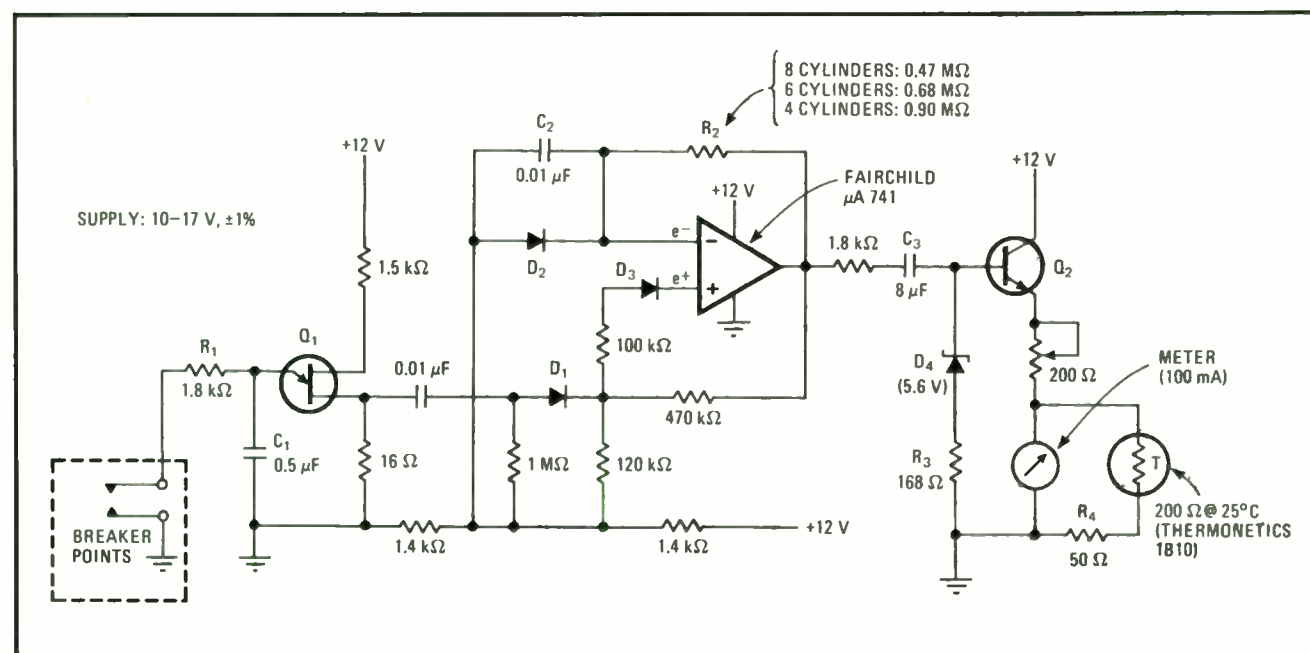 8 CYLINDERS: 0.47 MΩ
6 CYLINDERS: 0.68 MΩ
4 CYLINDERS: 0.90 MΩ
C2
R2
+12 V
0.01 µF
+12 V
FAIRCHILD
µA 741
+12 V
SUPPLY: 10–17 V, ±1%
e−
−
1.8 kΩ
C3
Q2
1.5 kΩ
D2
D3
e+
+
8 µF
Q1
100 kΩ
METER
(100 mA)
R1
0.01 µF
D1
D4
(5.6 V)
200 Ω
1.8 kΩ
470 kΩ
C1
0.5 µF
16 Ω
1 MΩ
120 kΩ
R3
168 Ω
T
BREAKER
POINTS
1.4 kΩ
1.4 kΩ
+12 V
R4
50 Ω
200 Ω @ 25°C
(THERMONETICS
1B10)